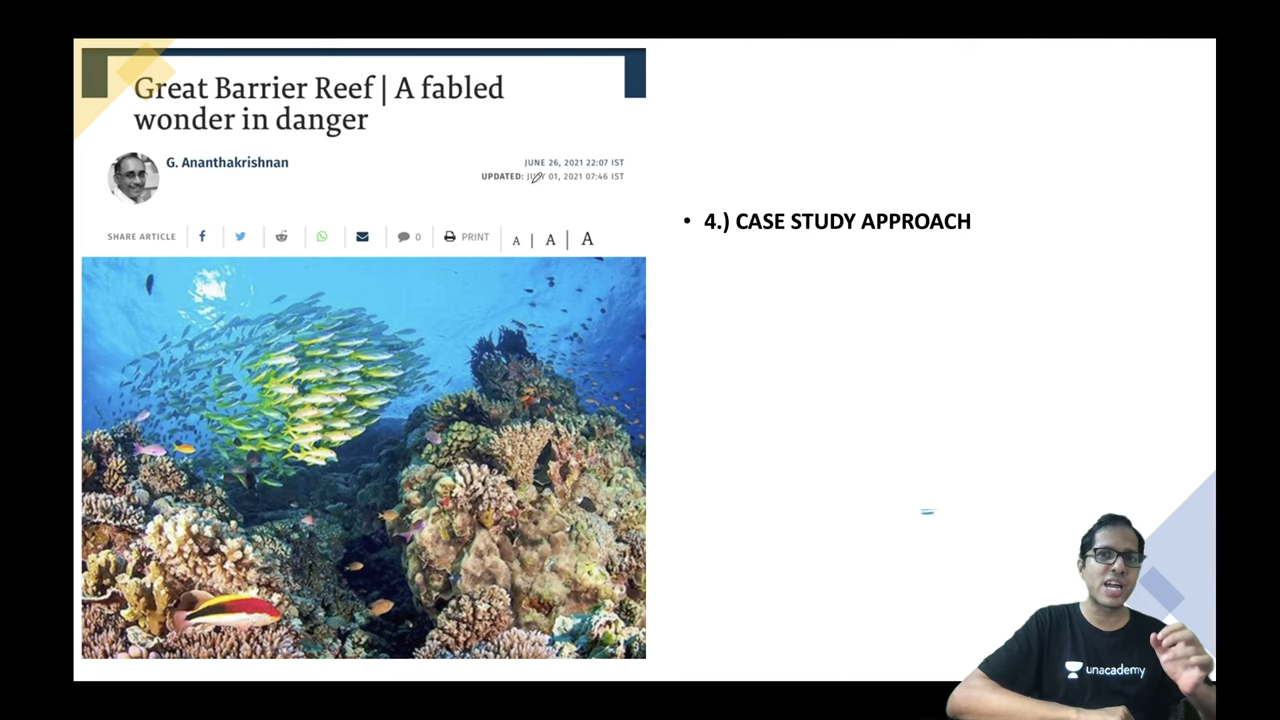 Great Barrier Reef | A fabled
wonder in danger
G. Ananthakrishnan
JUNE 26, 2021 22:07 IST
UPDATED: JULY 01, 2021 07:46 IST
SHARE ARTICLE
0
PRINT
A | A | A
• 4.) CASE STUDY APPROACH
unacademy